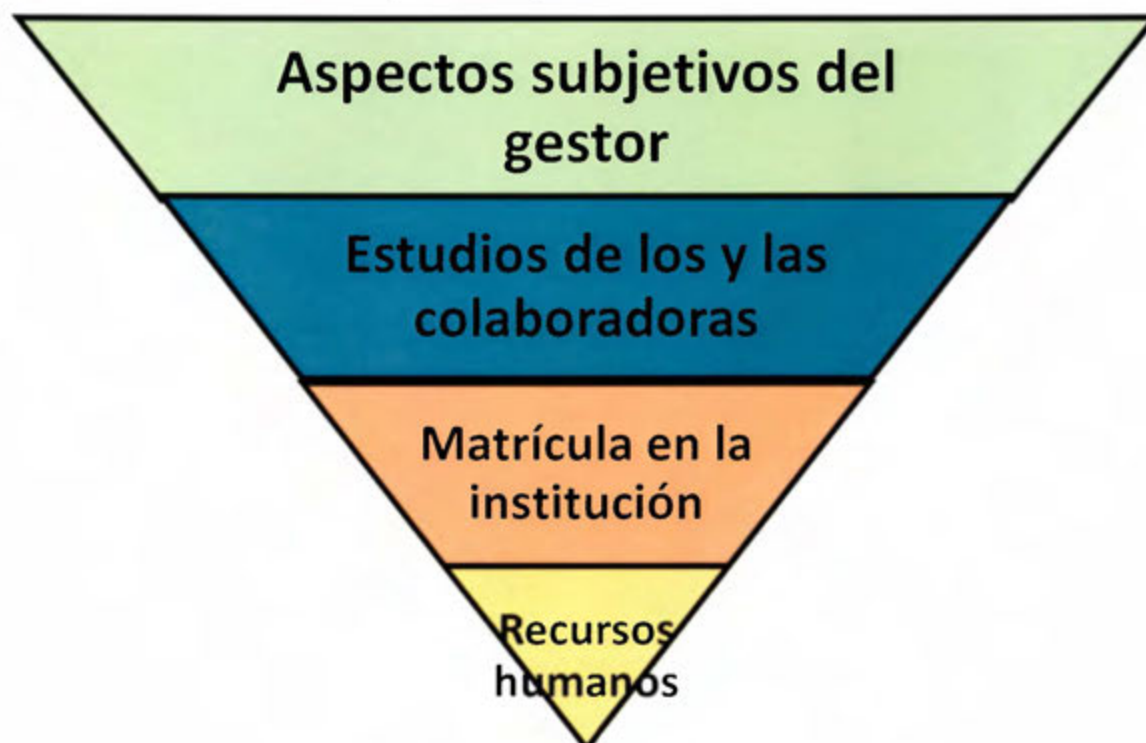 Aspectos subjetivos del
gestor
Estudios de los y las
colaboradoras
Matrícula en la
institución
Recursos
humanos